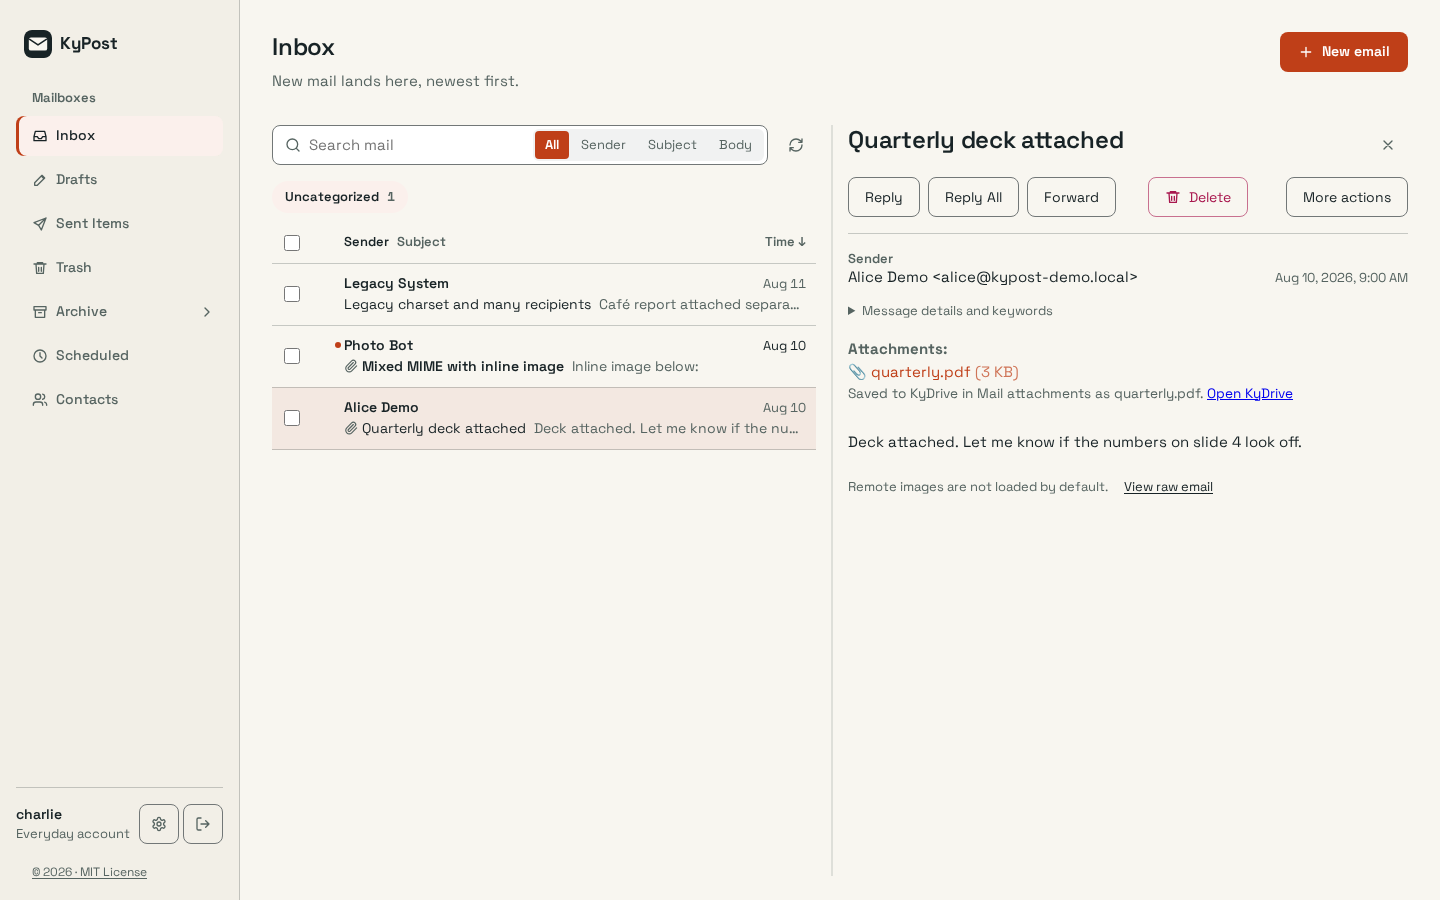 KyPost
Mailboxes
Inbox
Drafts
Sent Items
Trash
Archive
Scheduled
Contacts
charlie
Everyday account
© 2026 · MIT License
Inbox
New mail lands here, newest first.
New email
Search mail
All Sender Subject Body
Uncategorized 1
Sender Subject Time ↓
Legacy System Aug 11
Legacy charset and many recipients Café report attached separa...
Photo Bot Aug 10
Mixed MIME with inline image Inline image below:
Alice Demo Aug 10
Quarterly deck attached Deck attached. Let me know if the nu...
Quarterly deck attached
Reply Reply All Forward Delete More actions
Sender
Alice Demo <alice@kypost-demo.local> Aug 10, 2026, 9:00 AM
Message details and keywords
Attachments:
📎 quarterly.pdf (3 KB)
Saved to KyDrive in Mail attachments as quarterly.pdf. Open KyDrive
Deck attached. Let me know if the numbers on slide 4 look off.
Remote images are not loaded by default. View raw email